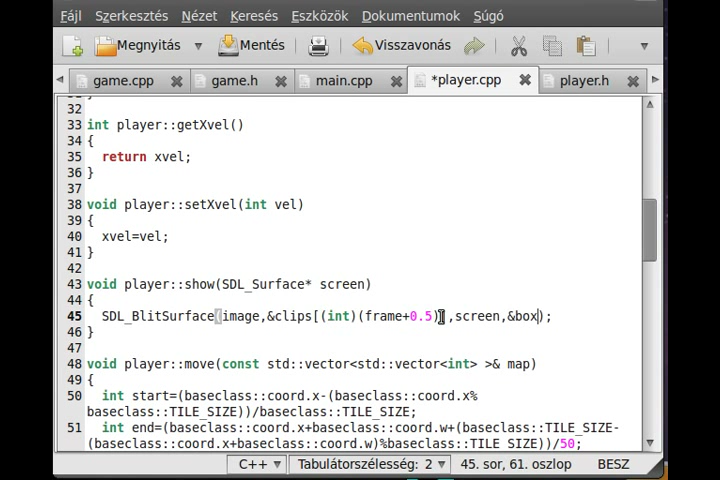 Fájl Szerkesztés Nézet Keresés Eszközök Dokumentumok Súgó
Megnyitás Mentés Visszavonás
game.cpp game.h main.cpp *player.cpp player.h
32
33 int player::getXvel()
34 {
35 return xvel;
36 }
37
38 void player::setXvel(int vel)
39 {
40 xvel=vel;
41 }
42
43 void player::show(SDL_Surface* screen)
44 {
45 SDL_BlitSurface(image,&clips[(int)(frame+0.5)],screen,&box);
46 }
47
48 void player::move(const std::vector<std::vector<int> >& map)
49 {
50 int start=(baseclass::coord.x-(baseclass::coord.x%
baseclass::TILE_SIZE))/baseclass::TILE_SIZE;
51 int end=(baseclass::coord.x+baseclass::coord.w+(baseclass::TILE_SIZE-
(baseclass::coord.x+baseclass::coord.w)%baseclass::TILE_SIZE))/50;
C++ Tabulátorszélesség: 2 45. sor, 61. oszlop BESZ